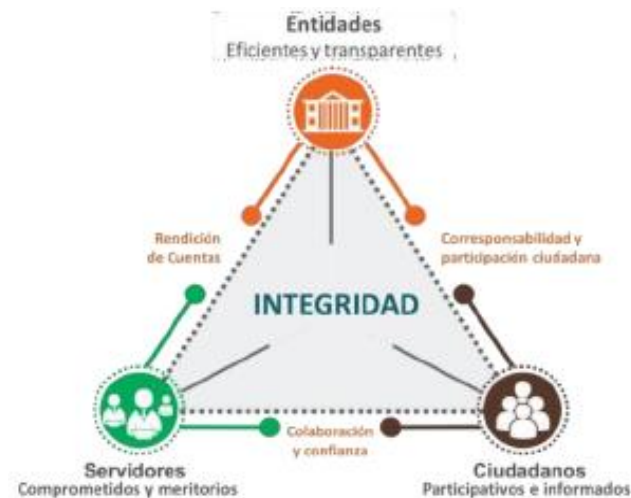 Entidades
Eficientes y transparentes
Rendición
de Cuentas
Corresponsabilidad y
participación ciudadana
INTEGRIDAD
Colaboración
y confianza
Servidores
Comprometidos y meritorios
Ciudadanos
Participativos e informados